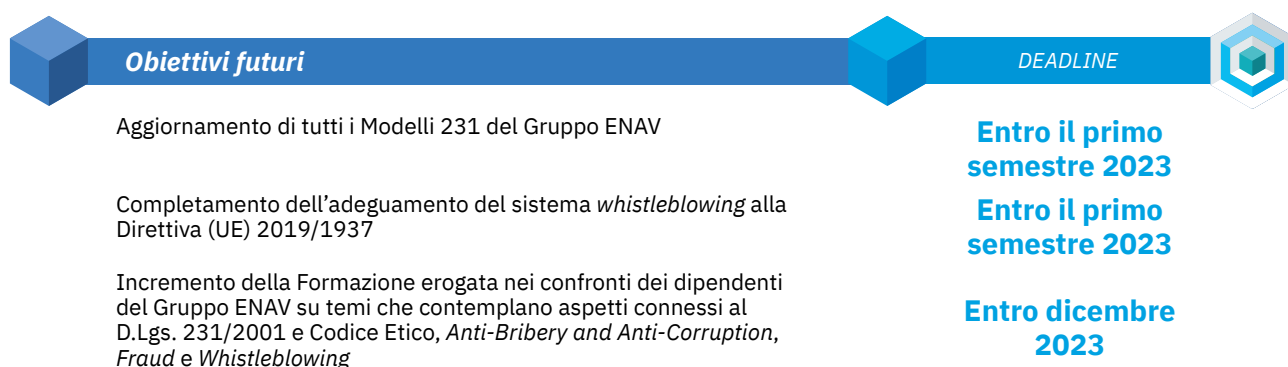 Obiettivi futuri
DEADLINE
Aggiornamento di tutti i Modelli 231 del Gruppo ENAV
Entro il primo
semestre 2023
Completamento dell’adeguamento del sistema whistleblowing alla
Direttiva (UE) 2019/1937
Entro il primo
semestre 2023
Incremento della Formazione erogata nei confronti dei dipendenti
del Gruppo ENAV su temi che contemplano aspetti connessi al
D.Lgs. 231/2001 e Codice Etico, Anti-Bribery and Anti-Corruption,
Fraud e Whistleblowing
Entro dicembre
2023